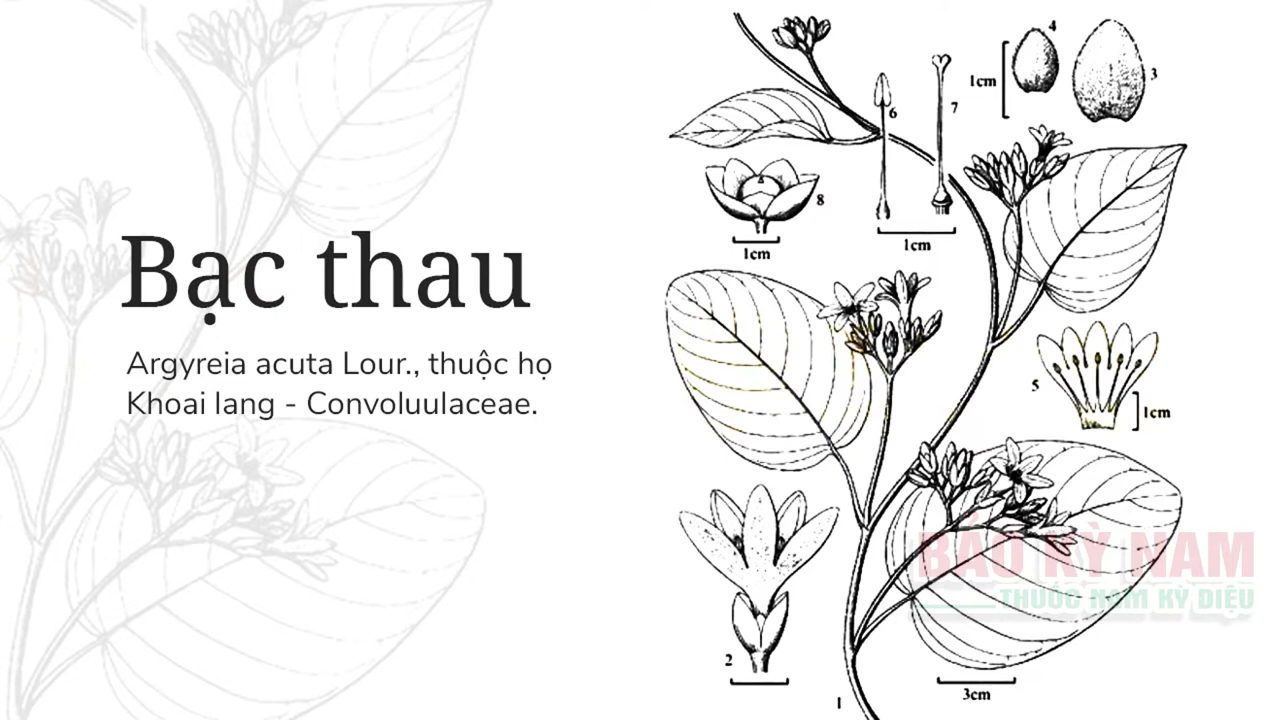 Bạc thau
Argyreia acuta Lour., thuộc họ
Khoai lang - Convoluulaceae.
4
1cm
3
6
7
8
1cm
1cm
5
1cm
BẢO KỲ NAM
THUỐC NAM KỲ DIỆU
2
1
3cm